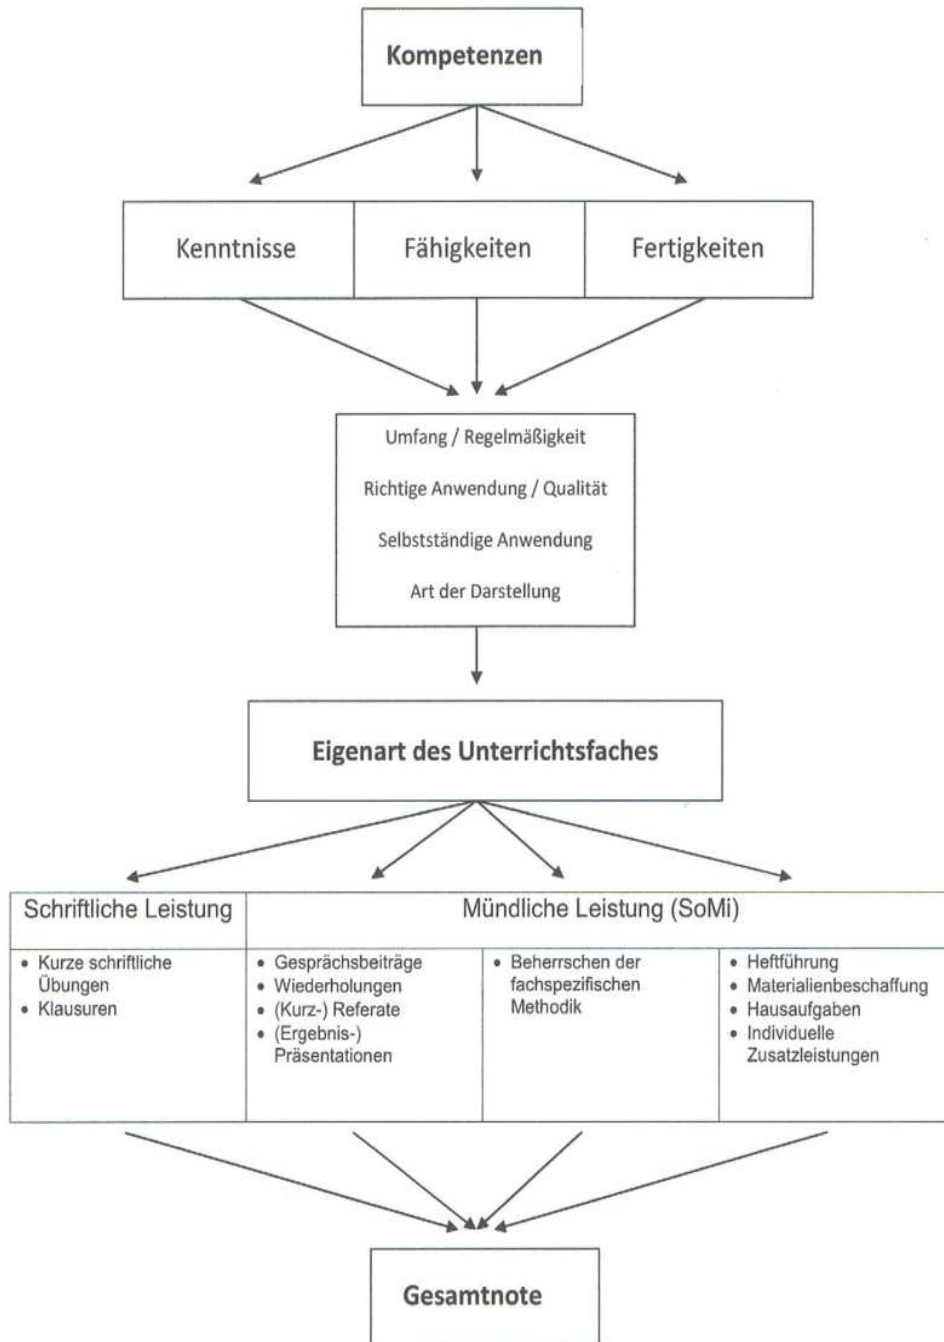 Kompetenzen
Kenntnisse
Fähigkeiten
Fertigkeiten
Umfang / Regelmäßigkeit
Richtige Anwendung / Qualität
Selbstständige Anwendung
Art der Darstellung
Eigenart des Unterrichtsfaches
Schriftliche Leistung
Mündliche Leistung (SoMi)
• Kurze schriftliche
Übungen
• Klausuren
• Gesprächsbeiträge
• Wiederholungen
• (Kurz-) Referate
• (Ergebnis-)
Präsentationen
• Beherrschen der
fachspezifischen
Methodik
• Heftführung
• Materialienbeschaffung
• Hausaufgaben
• Individuelle
Zusatzleistungen
Gesamtnote